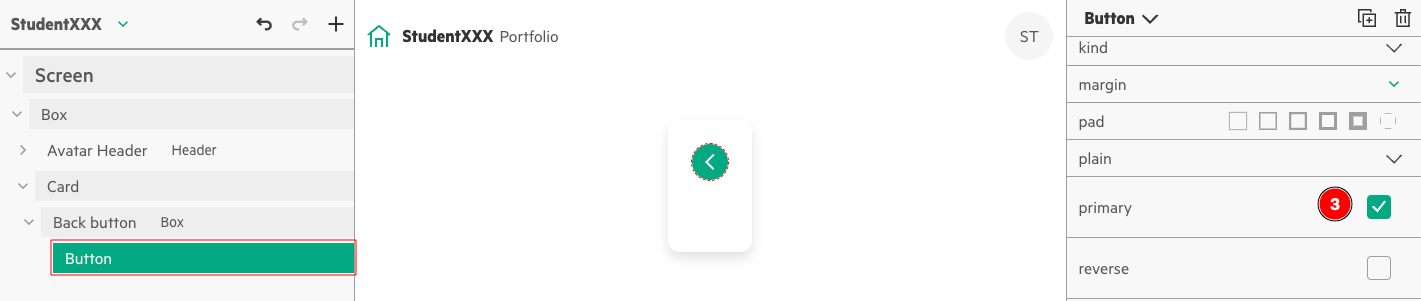 StudentXXX
Screen
Box
Avatar Header Header
Card
Back button Box
Button
StudentXXX Portfolio
ST
Button
kind
margin
pad
plain
primary 3
reverse